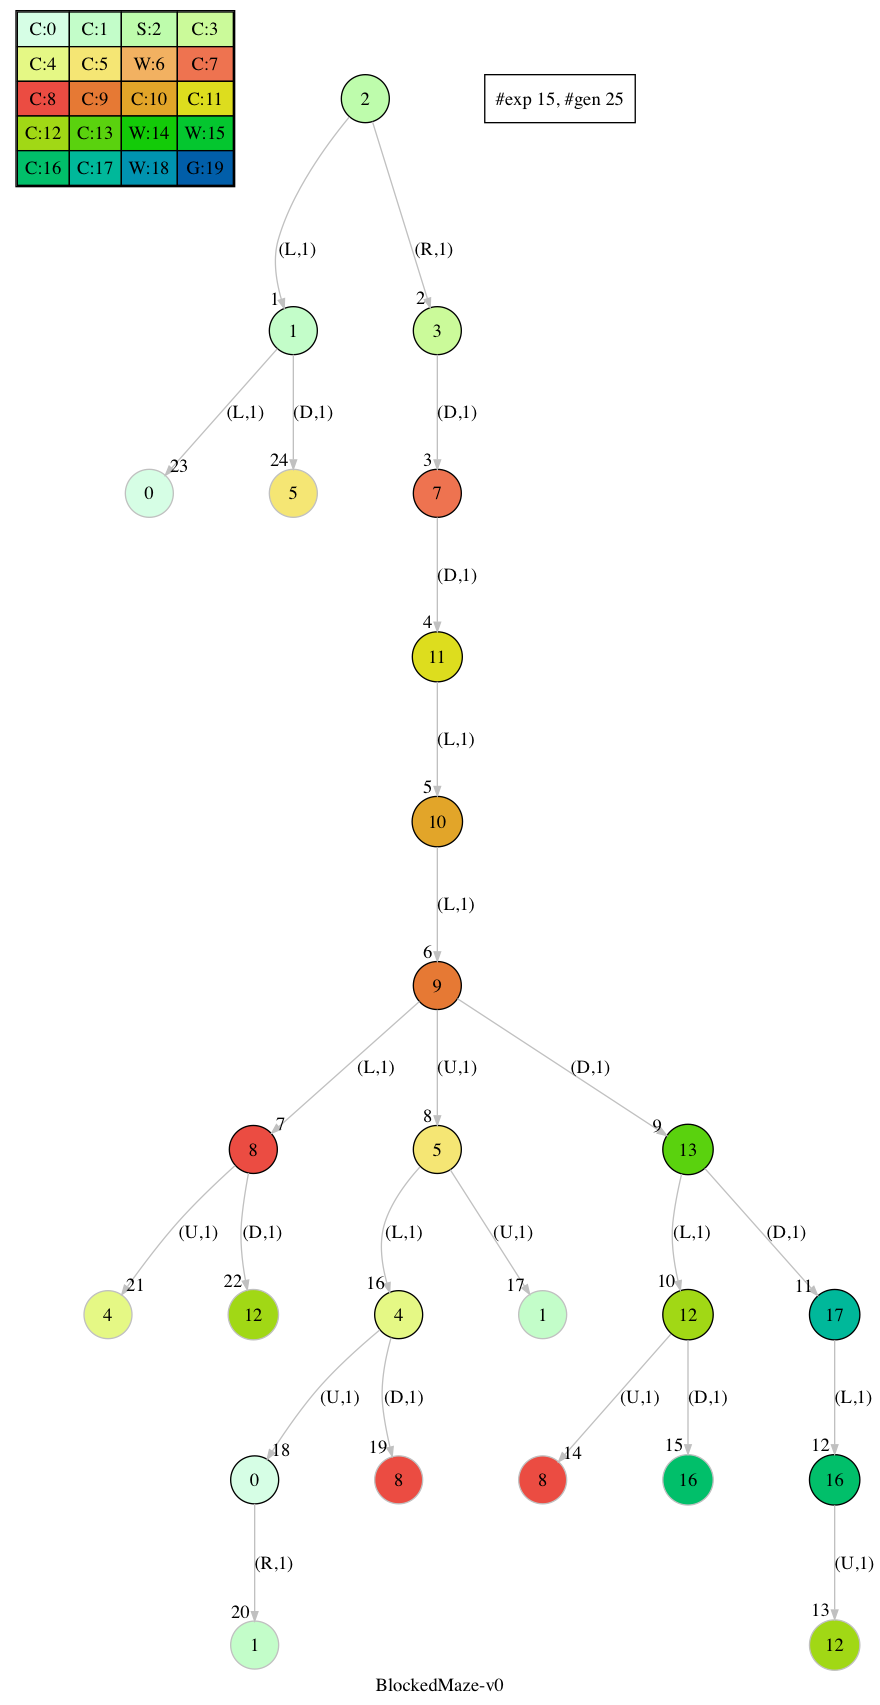 C:0 C:1 S:2 C:3
C:4 C:5 W:6 C:7
C:8 C:9 C:10 C:11
C:12 C:13 W:14 W:15
C:16 C:17 W:18 G:19
2
#exp 15, #gen 25
(L,1) (R,1)
1 2
1 3
(L,1) (D,1) (D,1)
23 24 3
0 5 7
(D,1)
4
11
(L,1)
5
10
(L,1)
6
9
(L,1) (U,1) (D,1)
7 8 9
8 5 13
(U,1) (D,1) (L,1) (U,1) (L,1) (D,1)
21 22 16 17 10 11
4 12 4 1 12 17
(U,1) (D,1) (U,1) (D,1) (L,1)
18 19 14 15 12
0 8 8 16 16
(R,1) (U,1)
20 13
1 12
BlockedMaze-v0